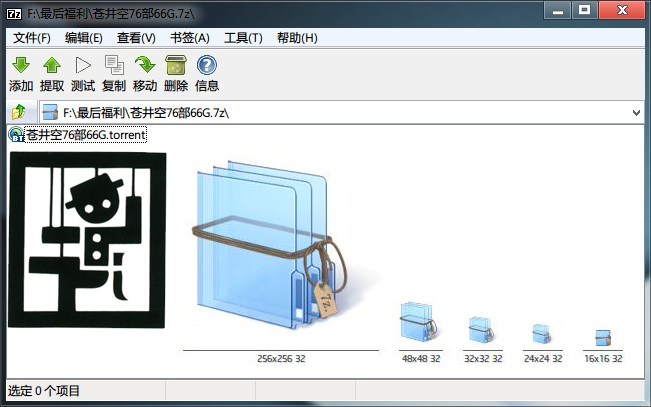 7z F:\最后福利\苍井空76部66G.7z\
文件(F) 编辑(E) 查看(V) 书签(A) 工具(T) 帮助(H)
添加 提取 测试 复制 移动 删除 信息
F:\最后福利\苍井空76部66G.7z\
BT 苍井空76部66G.torrent
7z.
256x256 32 48x48 32 32x32 32 24x24 32 16x16 32
选定 0 个项目